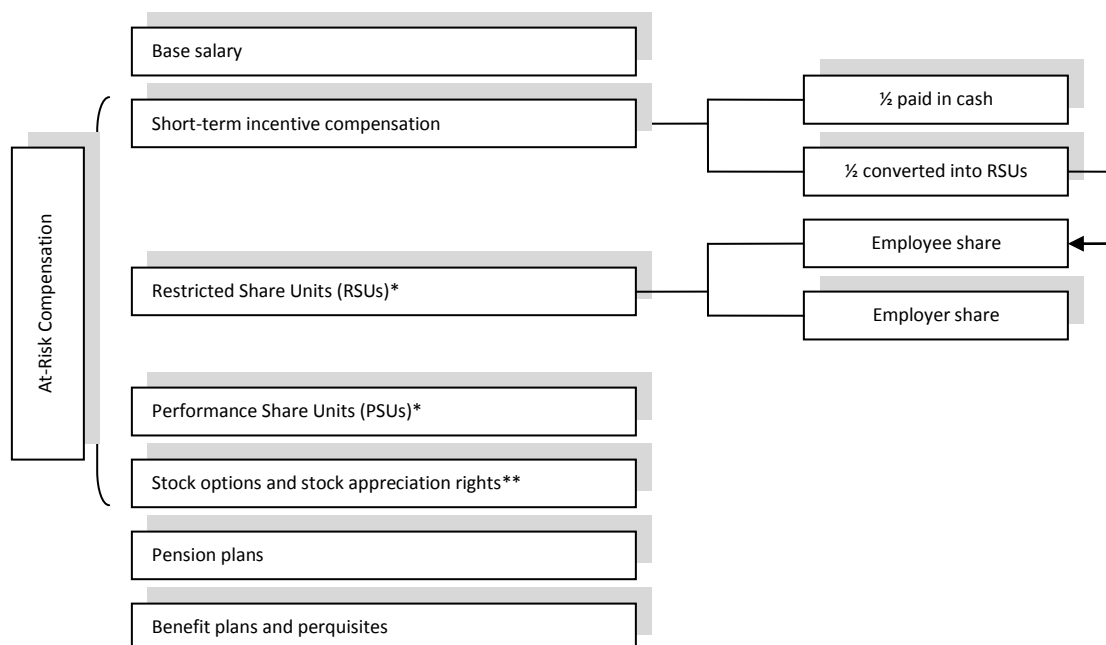 Base salary
Short-term incentive compensation
½ paid in cash
½ converted into RSUs
At-Risk Compensation
Restricted Share Units (RSUs)*
Employee share
Employer share
Performance Share Units (PSUs)*
Stock options and stock appreciation rights**
Pension plans
Benefit plans and perquisites